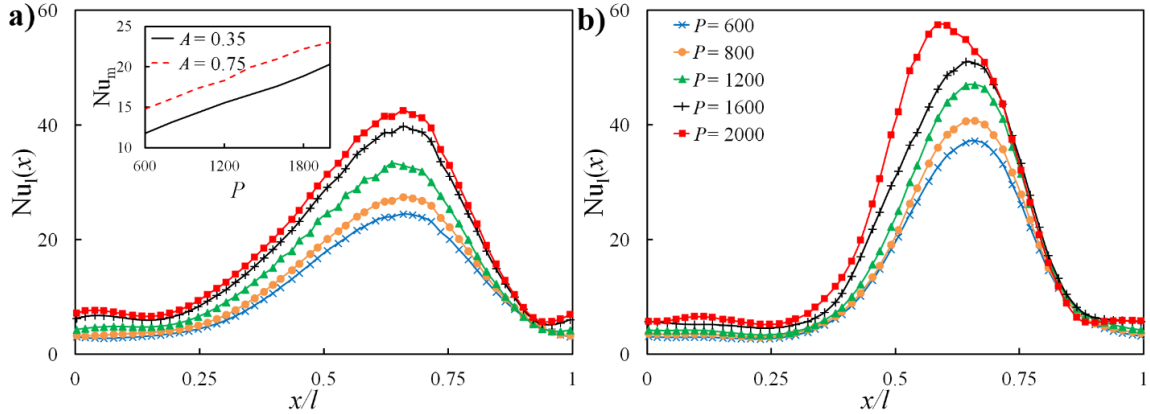 a)
60
40
20
0
Nu_l(x)
0 0.25 0.5 0.75 1
x/l
25
20
15
10
Nu_m
A = 0.35
A = 0.75
600 1200 1800
P
b)
60
40
20
0
Nu_l(x)
P = 600
P = 800
P = 1200
P = 1600
P = 2000
0 0.25 0.5 0.75 1
x/l